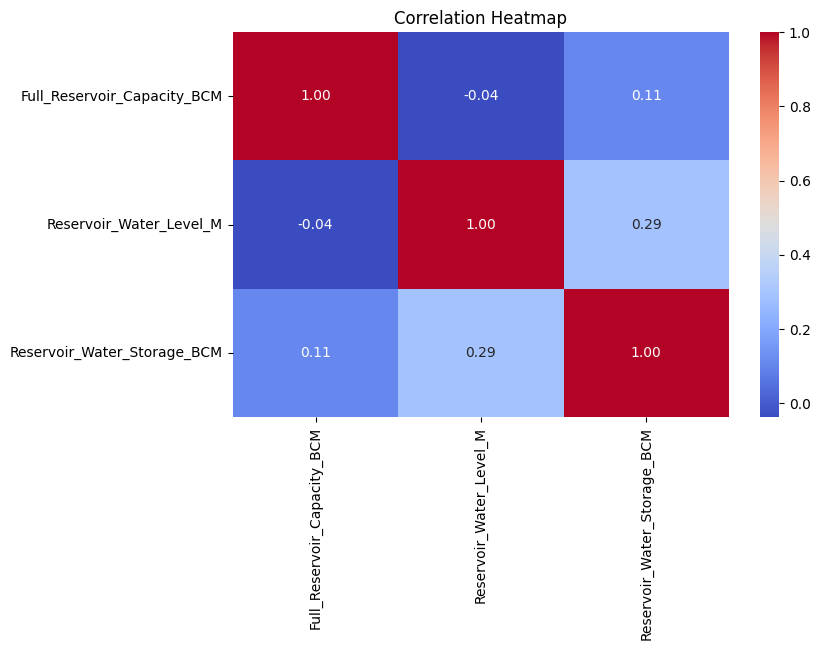 Correlation Heatmap
Full_Reservoir_Capacity_BCM
1.00 -0.04 0.11
Reservoir_Water_Level_M
-0.04 1.00 0.29
Reservoir_Water_Storage_BCM
0.11 0.29 1.00
Full_Reservoir_Capacity_BCM
Reservoir_Water_Level_M
Reservoir_Water_Storage_BCM
1.0
0.8
0.6
0.4
0.2
0.0